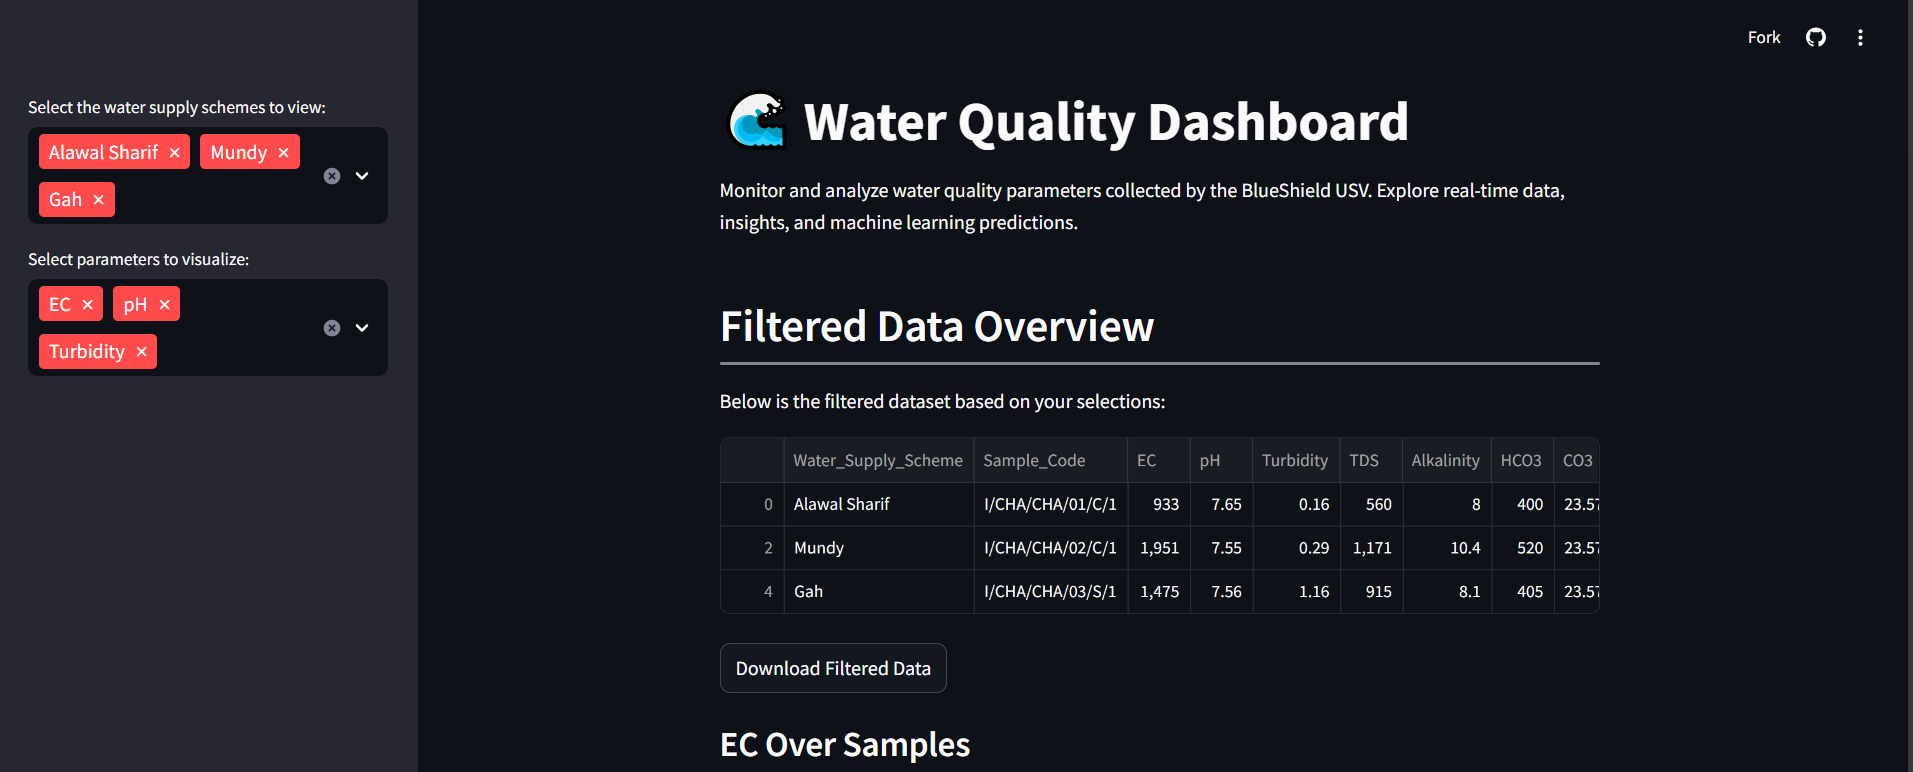 Fork
Select the water supply schemes to view:
Alawal Sharif
Mundy
Gah
Select parameters to visualize:
EC
pH
Turbidity
Water Quality Dashboard
Monitor and analyze water quality parameters collected by the BlueShield USV. Explore real-time data,
insights, and machine learning predictions.
Filtered Data Overview
Below is the filtered dataset based on your selections:
Water_Supply_Scheme Sample_Code EC pH Turbidity TDS Alkalinity HCO3 CO3
0 Alawal Sharif I/CHA/CHA/01/C/1 933 7.65 0.16 560 8 400 23.57
2 Mundy I/CHA/CHA/02/C/1 1,951 7.55 0.29 1,171 10.4 520 23.57
4 Gah I/CHA/CHA/03/S/1 1,475 7.56 1.16 915 8.1 405 23.57
Download Filtered Data
EC Over Samples